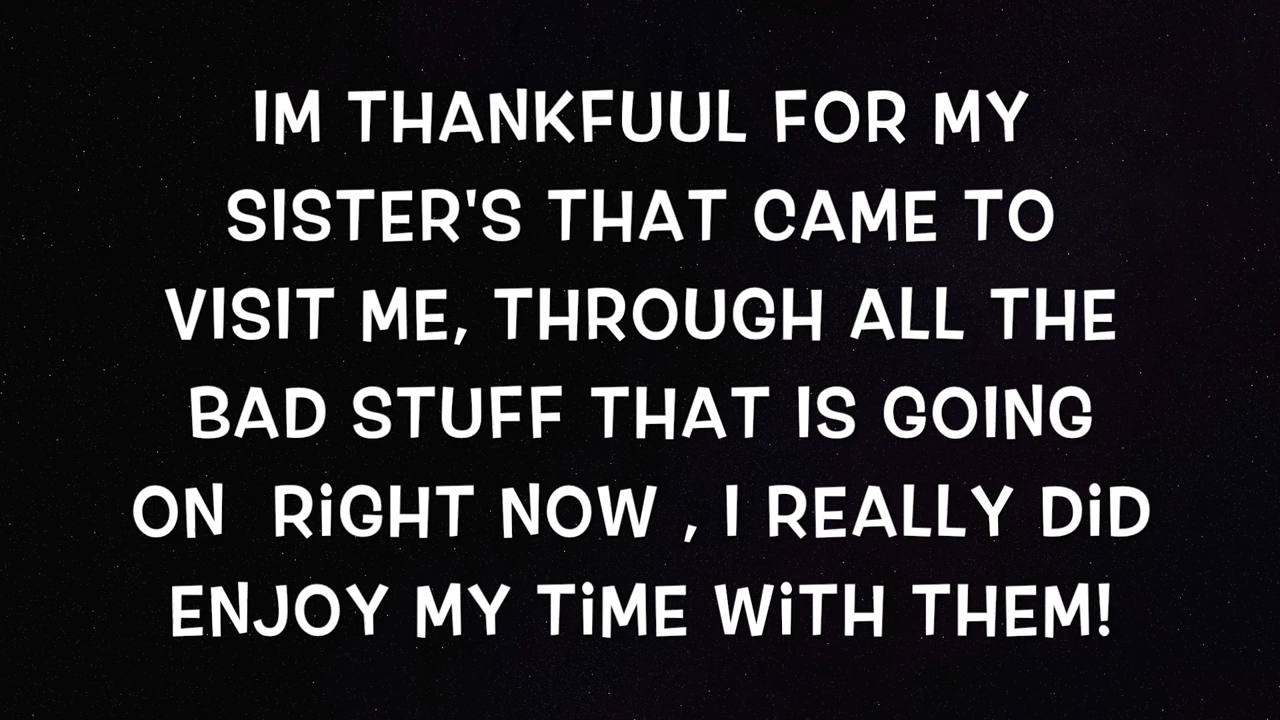 IM THANKFUUL FOR MY
SISTER'S THAT CAME TO
VISIT ME, THROUGH ALL THE
BAD STUFF THAT IS GOING
ON  RiGHT NOW , I REALLY DiD
ENJOY MY TiME WiTH THEM!